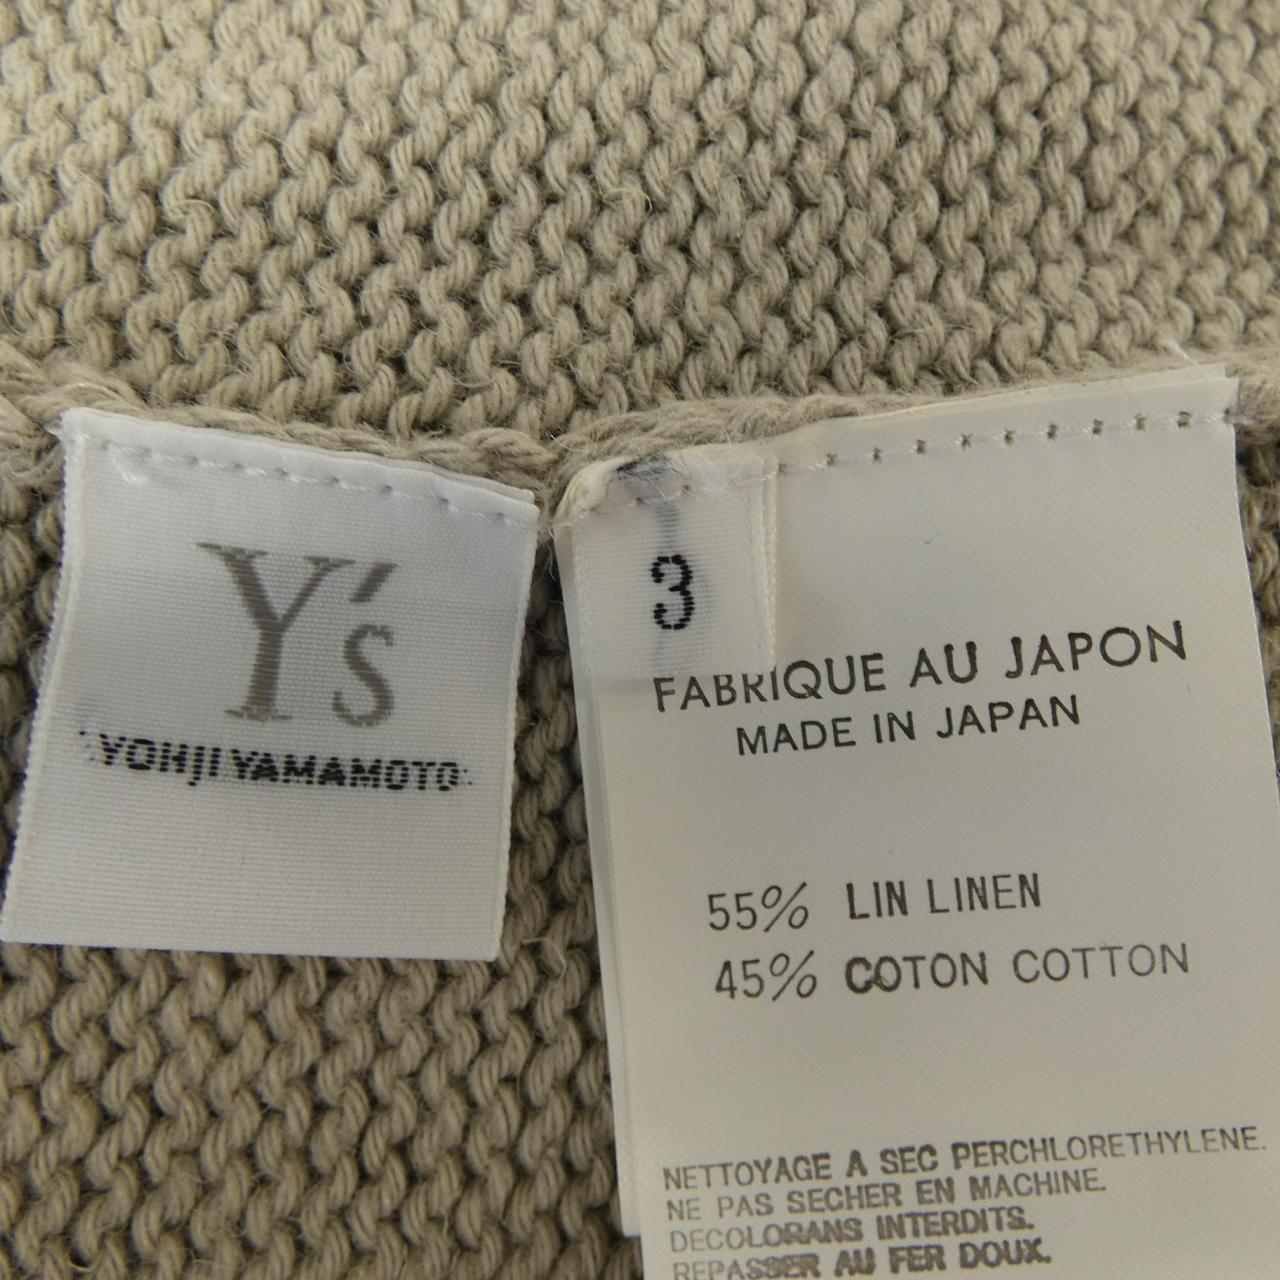 Y's
YOHJI YAMAMOTO
3
FABRIQUE AU JAPON
MADE IN JAPAN
55% LIN LINEN
45% COTON COTTON
NETTOYAGE A SEC PERCHLORETHYLENE.
NE PAS SECHER EN MACHINE.
DECOLORANS INTERDITS.
REPASSER AU FER DOUX.